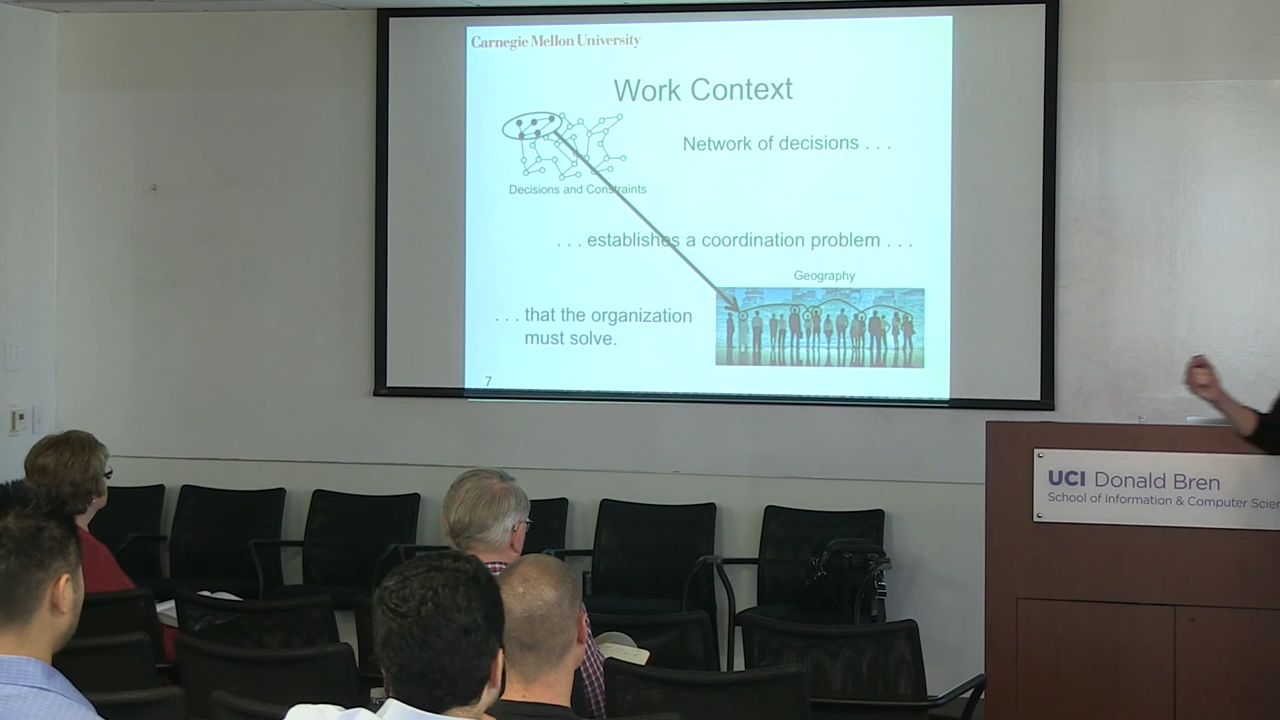 Carnegie Mellon University
Work Context
Network of decisions . . .
Decisions and Constraints
. . . establishes a coordination problem . . .
Geography
. . . that the organization
must solve.
7
UCI Donald Bren
School of Information & Computer